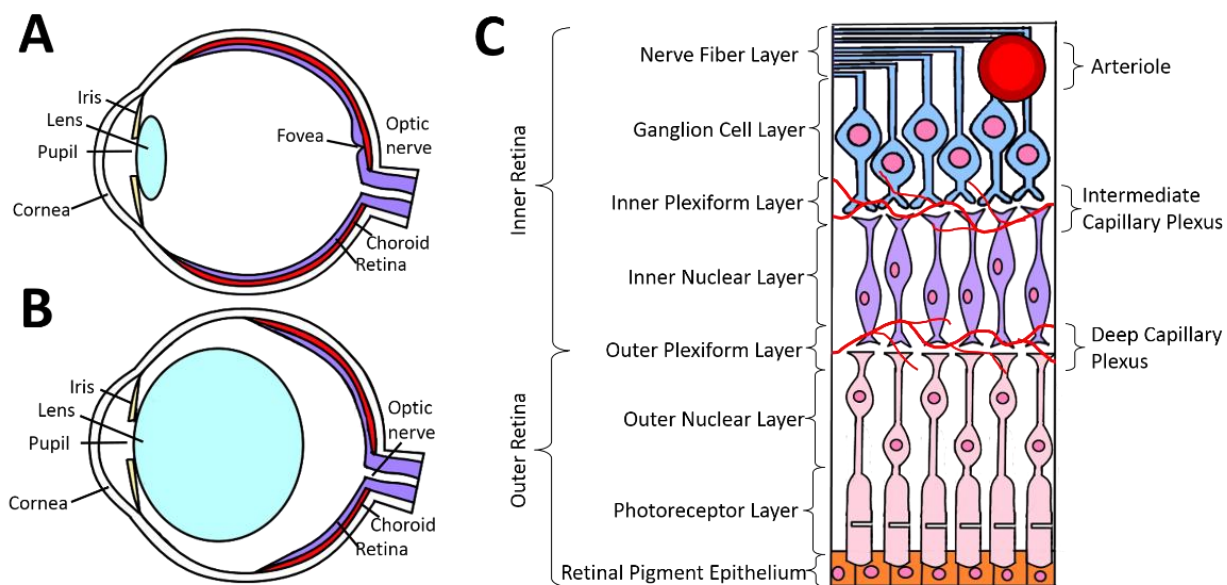 A
Iris
Lens
Pupil
Cornea
Fovea
Optic
nerve
Choroid
Retina
B
Iris
Lens
Pupil
Cornea
Optic
nerve
Choroid
Retina
C
Inner Retina
Outer Retina
Nerve Fiber Layer
Ganglion Cell Layer
Inner Plexiform Layer
Inner Nuclear Layer
Outer Plexiform Layer
Outer Nuclear Layer
Photoreceptor Layer
Retinal Pigment Epithelium
Arteriole
Intermediate
Capillary Plexus
Deep Capillary
Plexus